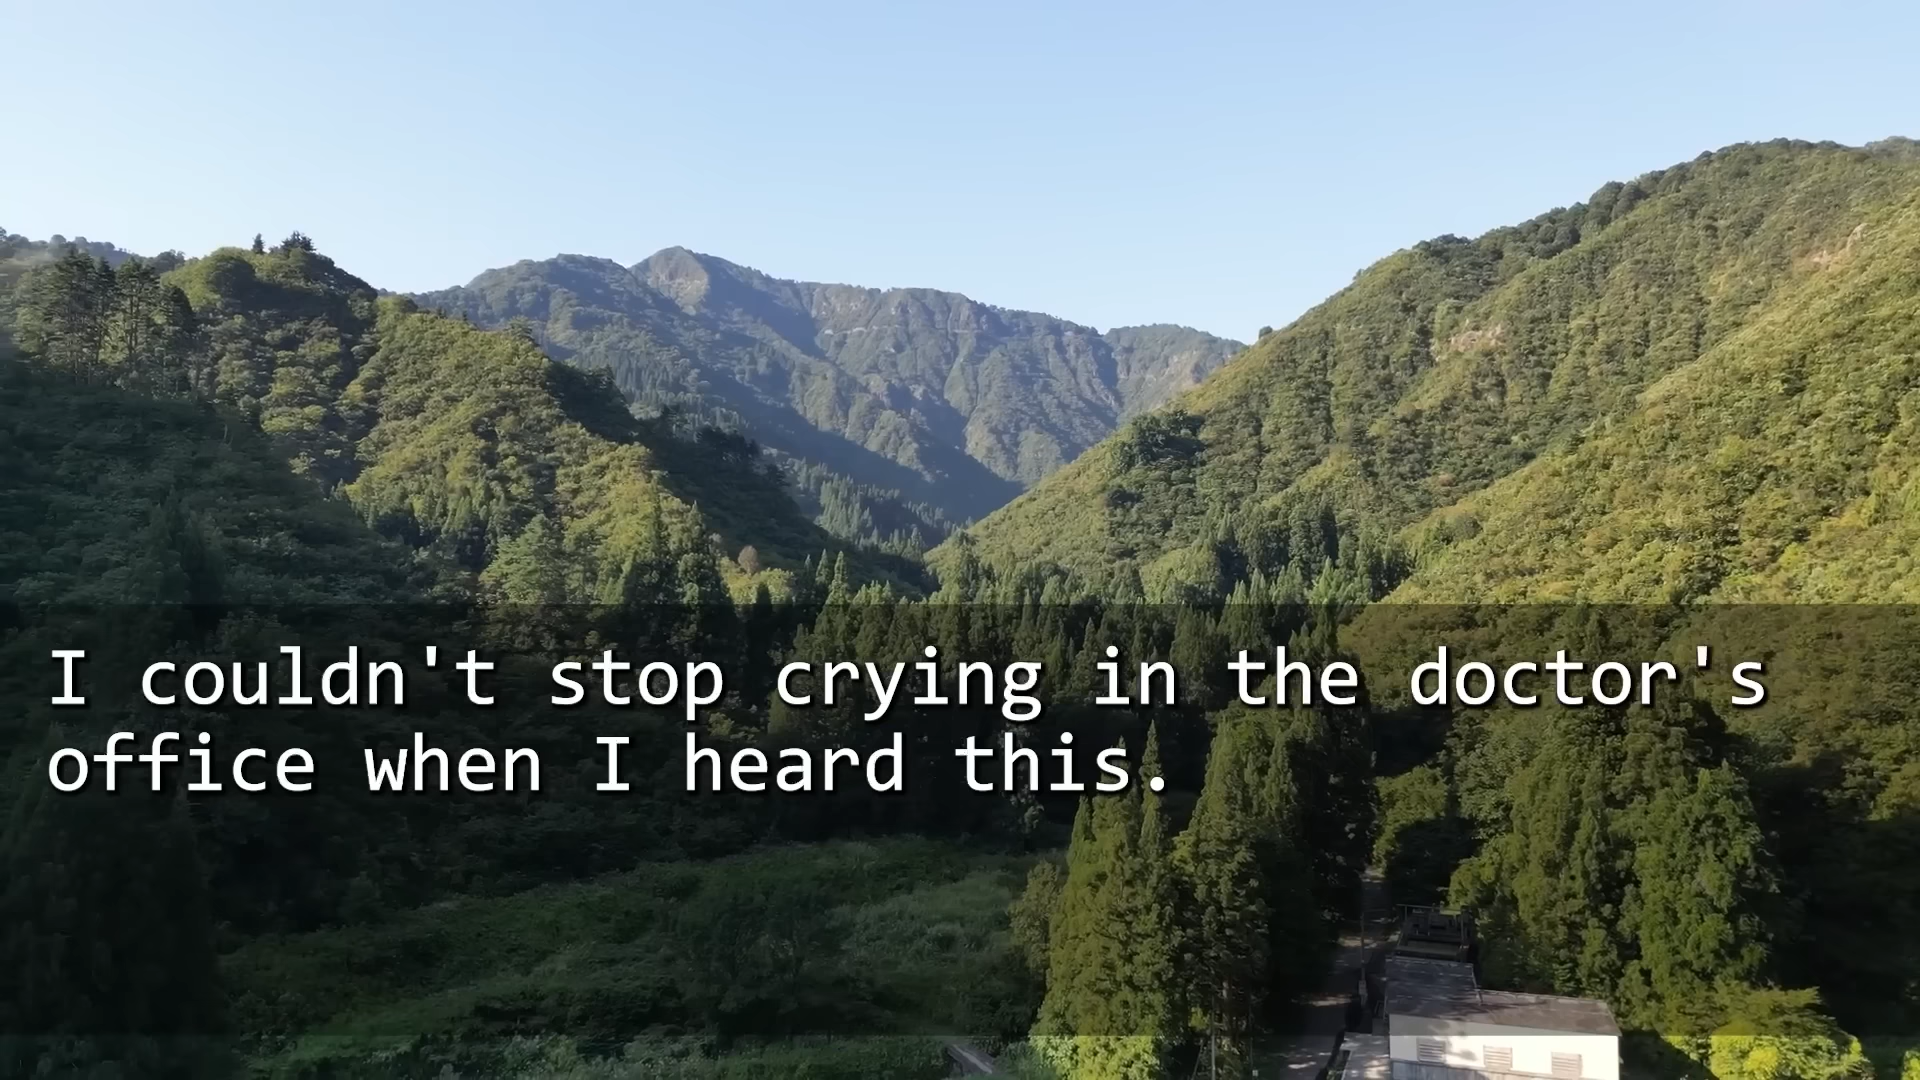 I couldn't stop crying in the doctor's
office when I heard this.